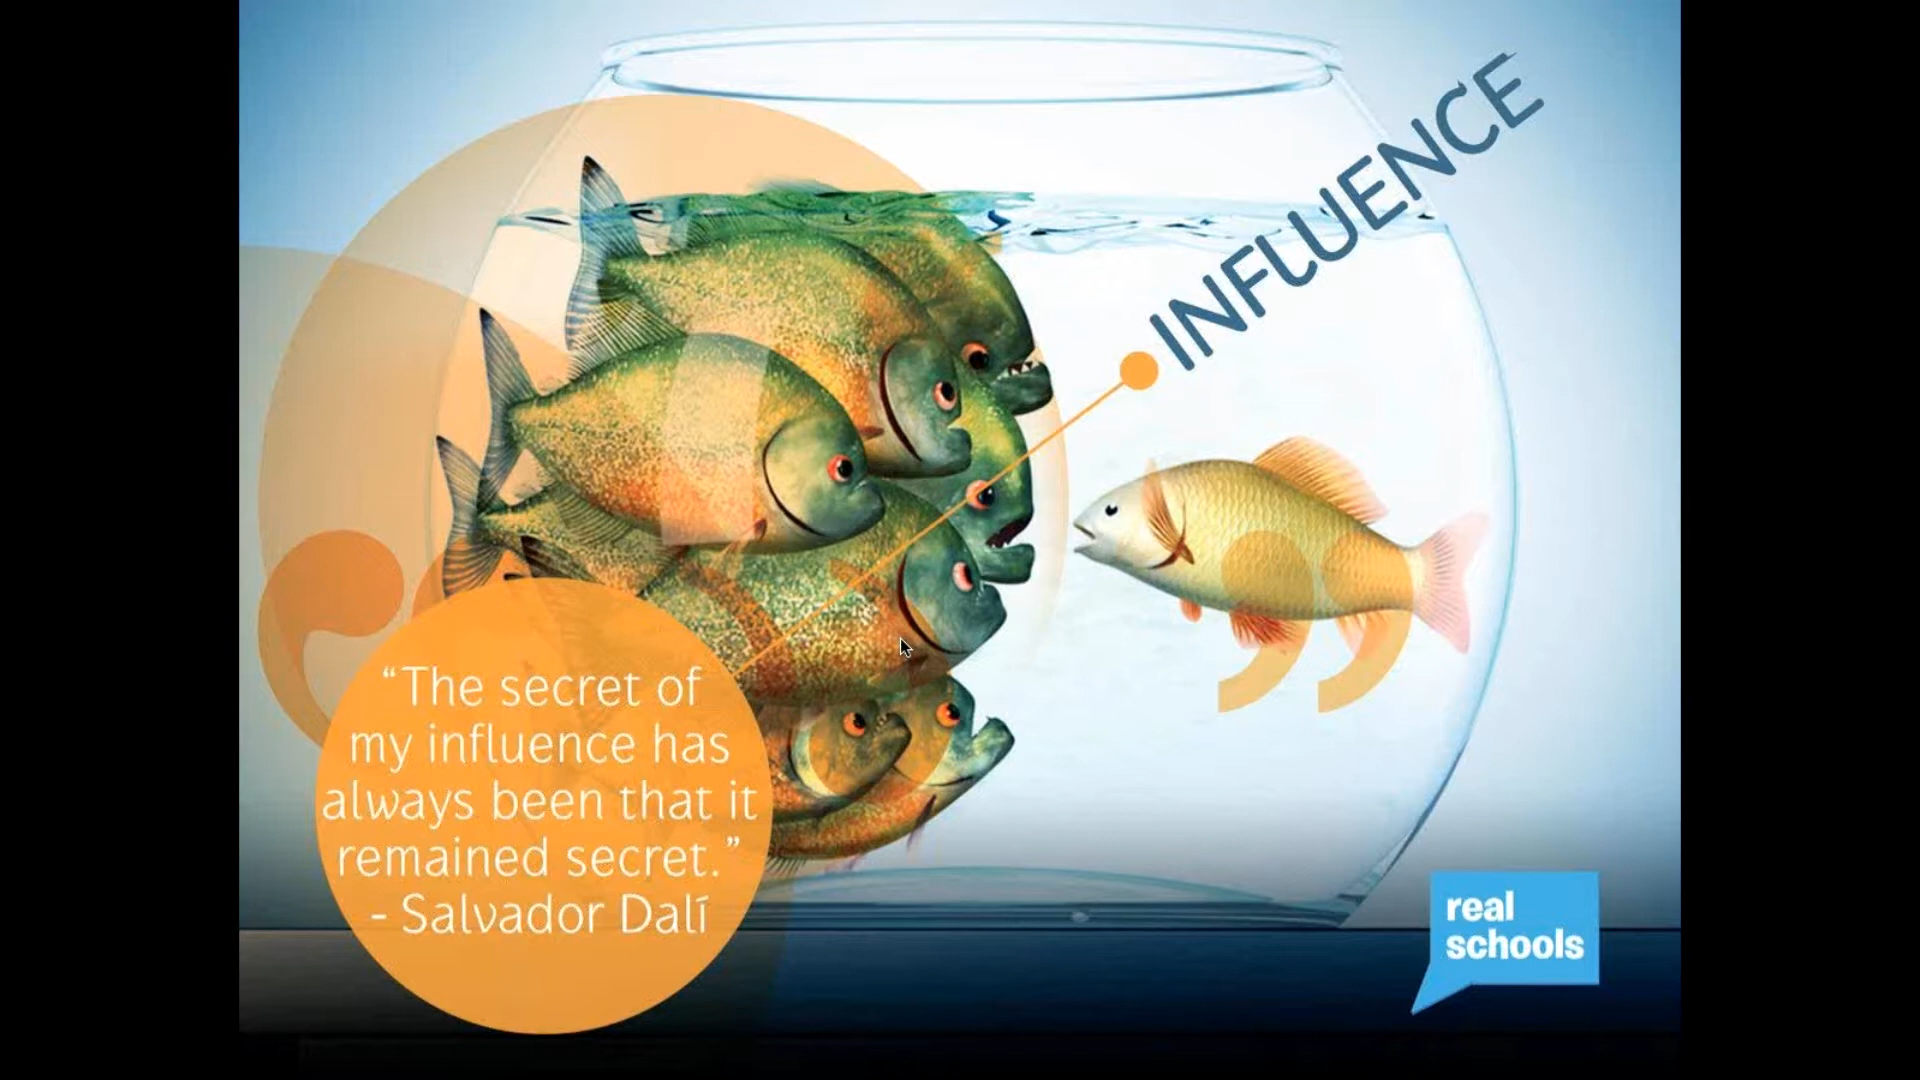 INFLUENCE
“The secret of
my influence has
always been that it
remained secret.”
- Salvador Dalí
real
schools